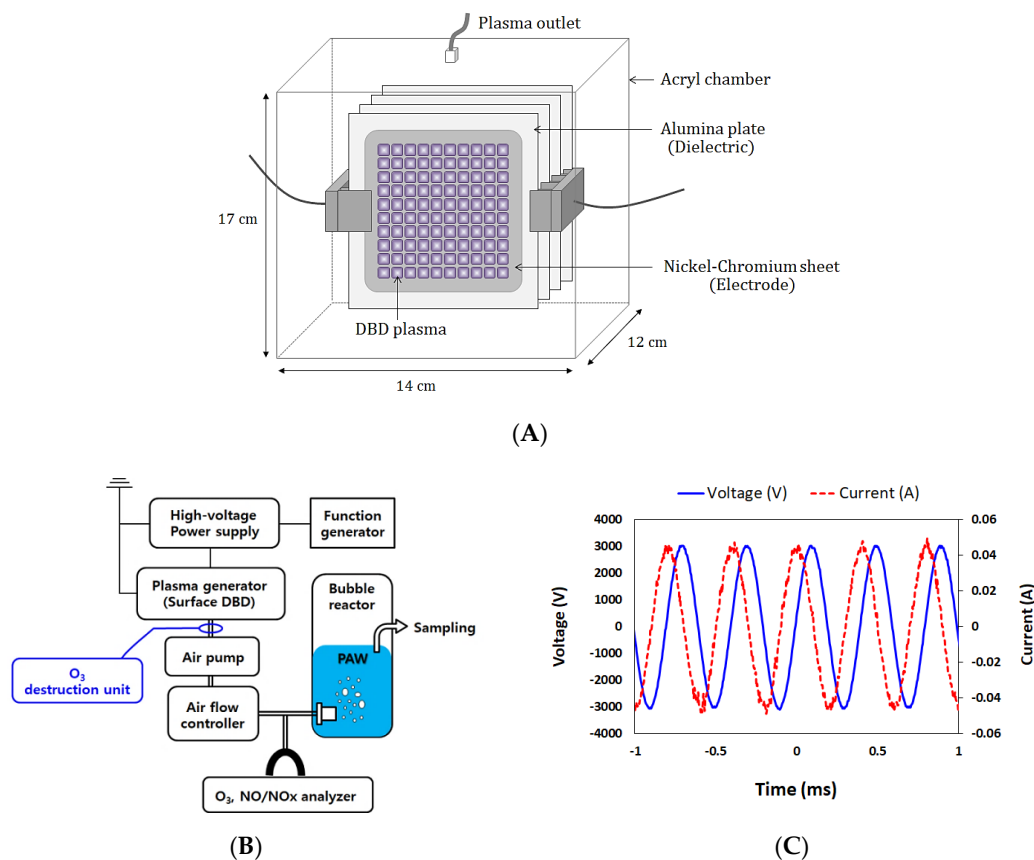 Plasma outlet
Acryl chamber
Alumina plate
(Dielectric)
17 cm
Nickel-Chromium sheet
(Electrode)
DBD plasma
12 cm
14 cm
(A)
High-voltage
Power supply
Function
generator
Plasma generator
(Surface DBD)
Bubble
reactor
Sampling
O3
destruction unit
Air pump
PAW
Air flow
controller
O3, NO/NOx analyzer
(B)
Voltage (V)
Current (A)
4000
3000
2000
1000
0
-1000
-2000
-3000
-4000
Voltage (V)
0.06
0.04
0.02
0
-0.02
-0.04
-0.06
Current (A)
-1
-0.5
0
0.5
1
Time (ms)
(C)